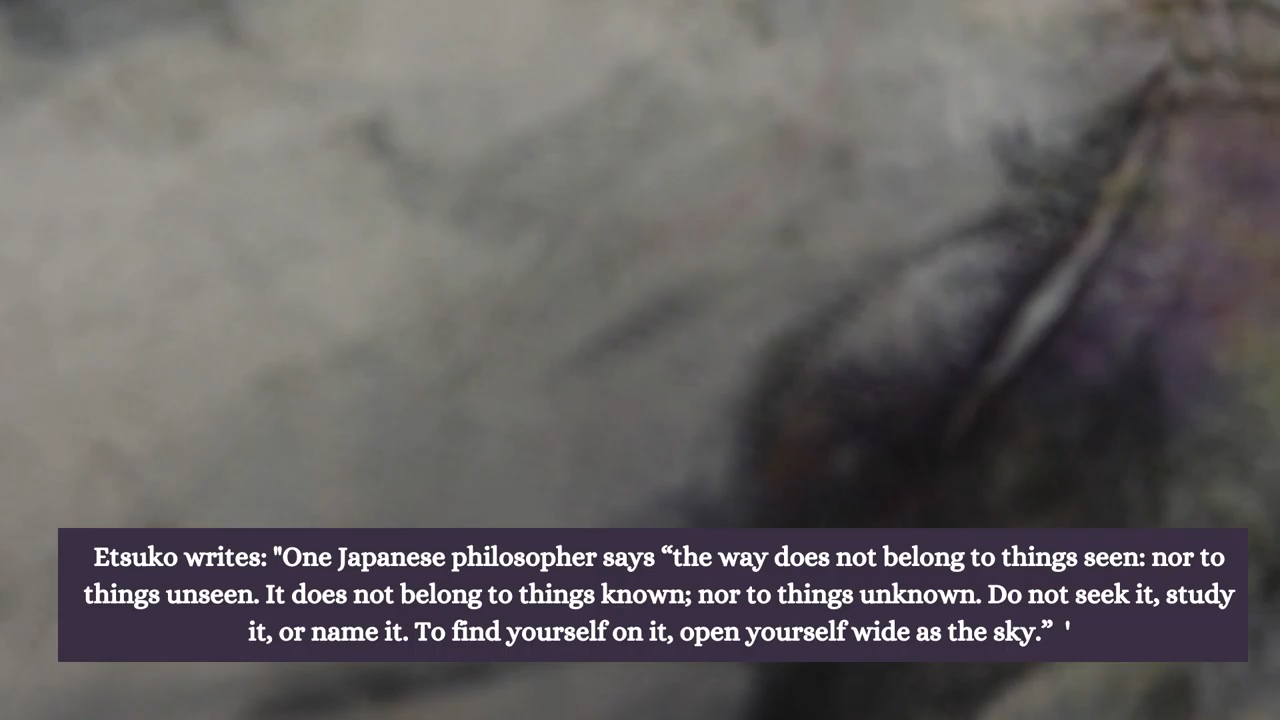 Etsuko writes: "One Japanese philosopher says “the way does not belong to things seen: nor to
things unseen. It does not belong to things known; nor to things unknown. Do not seek it, study
it, or name it. To find yourself on it, open yourself wide as the sky.” '